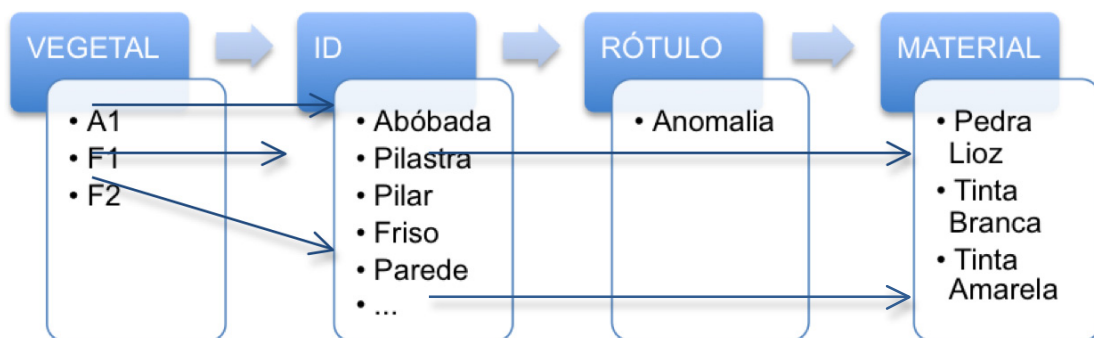 VEGETAL
• A1
• F1
• F2
ID
• Abóbada
• Pilastra
• Pilar
• Friso
• Parede
• ...
RÓTULO
• Anomalia
MATERIAL
• Pedra
Lioz
• Tinta
Branca
• Tinta
Amarela